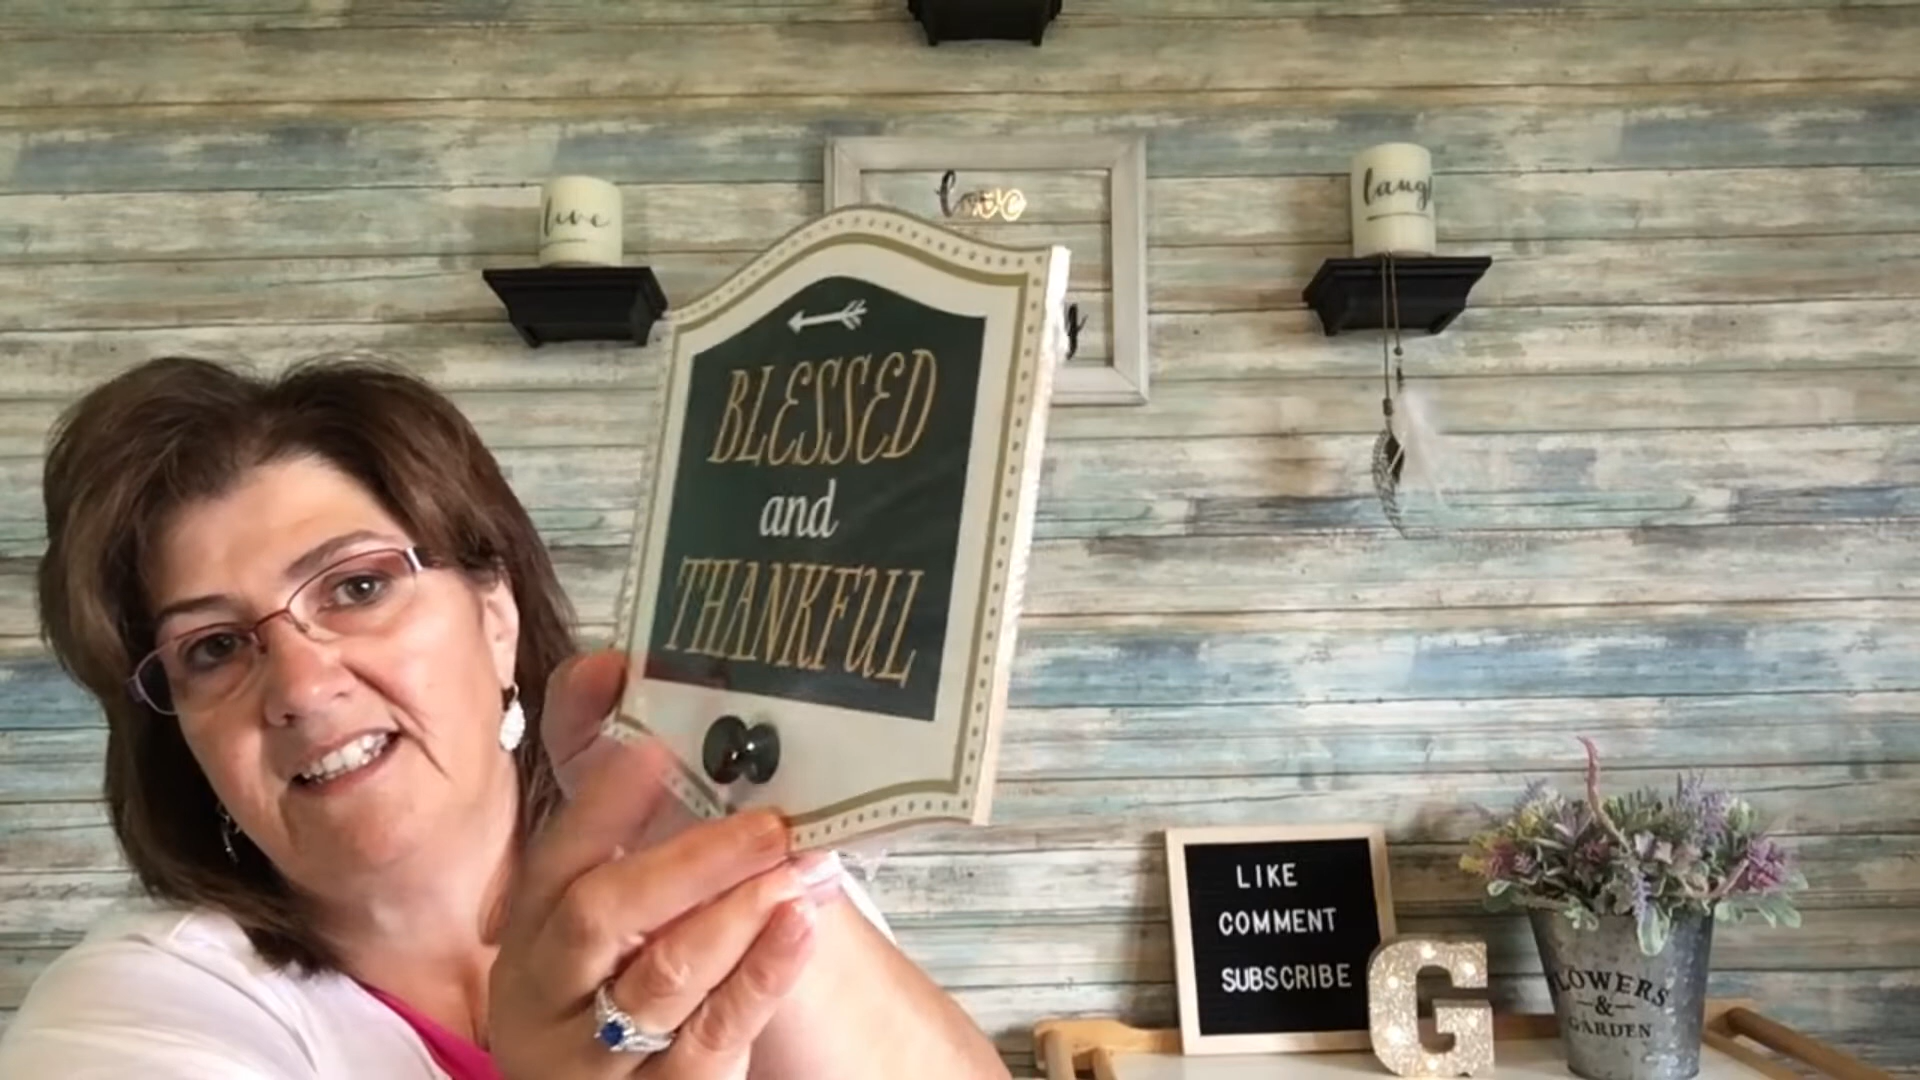 love
live
laugh
y
BLESSED
and
THANKFUL
LIKE
COMMENT
SUBSCRIBE
G
FLOWERS
&
GARDEN